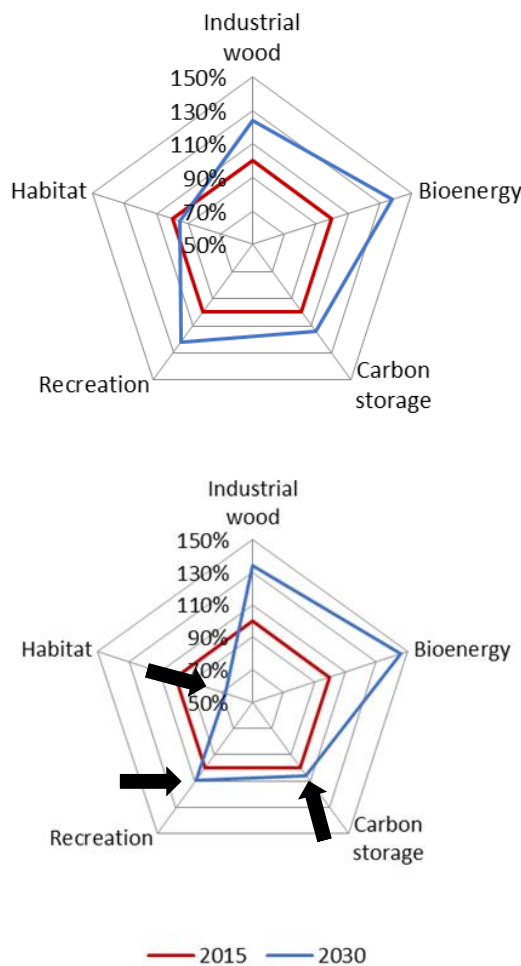 Industrial
wood
150%
130%
110%
90%
70%
50%
Habitat
Bioenergy
Recreation
Carbon
storage
Industrial
wood
150%
130%
110%
90%
70%
50%
Habitat
Bioenergy
Recreation
Carbon
storage
2015 2030